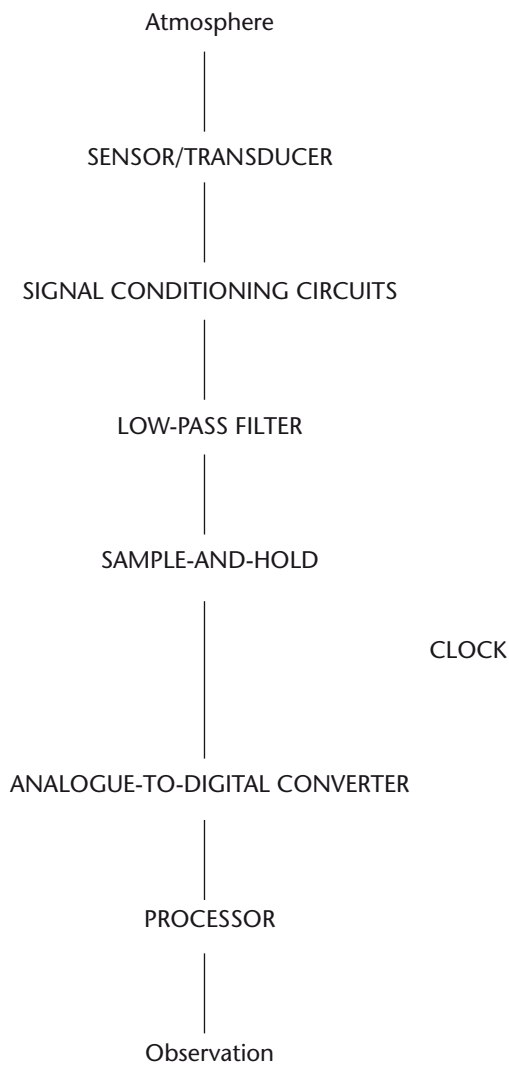 Atmosphere
SENSOR/TRANSDUCER
SIGNAL CONDITIONING CIRCUITS
LOW-PASS FILTER
SAMPLE-AND-HOLD
CLOCK
ANALOGUE-TO-DIGITAL CONVERTER
PROCESSOR
Observation